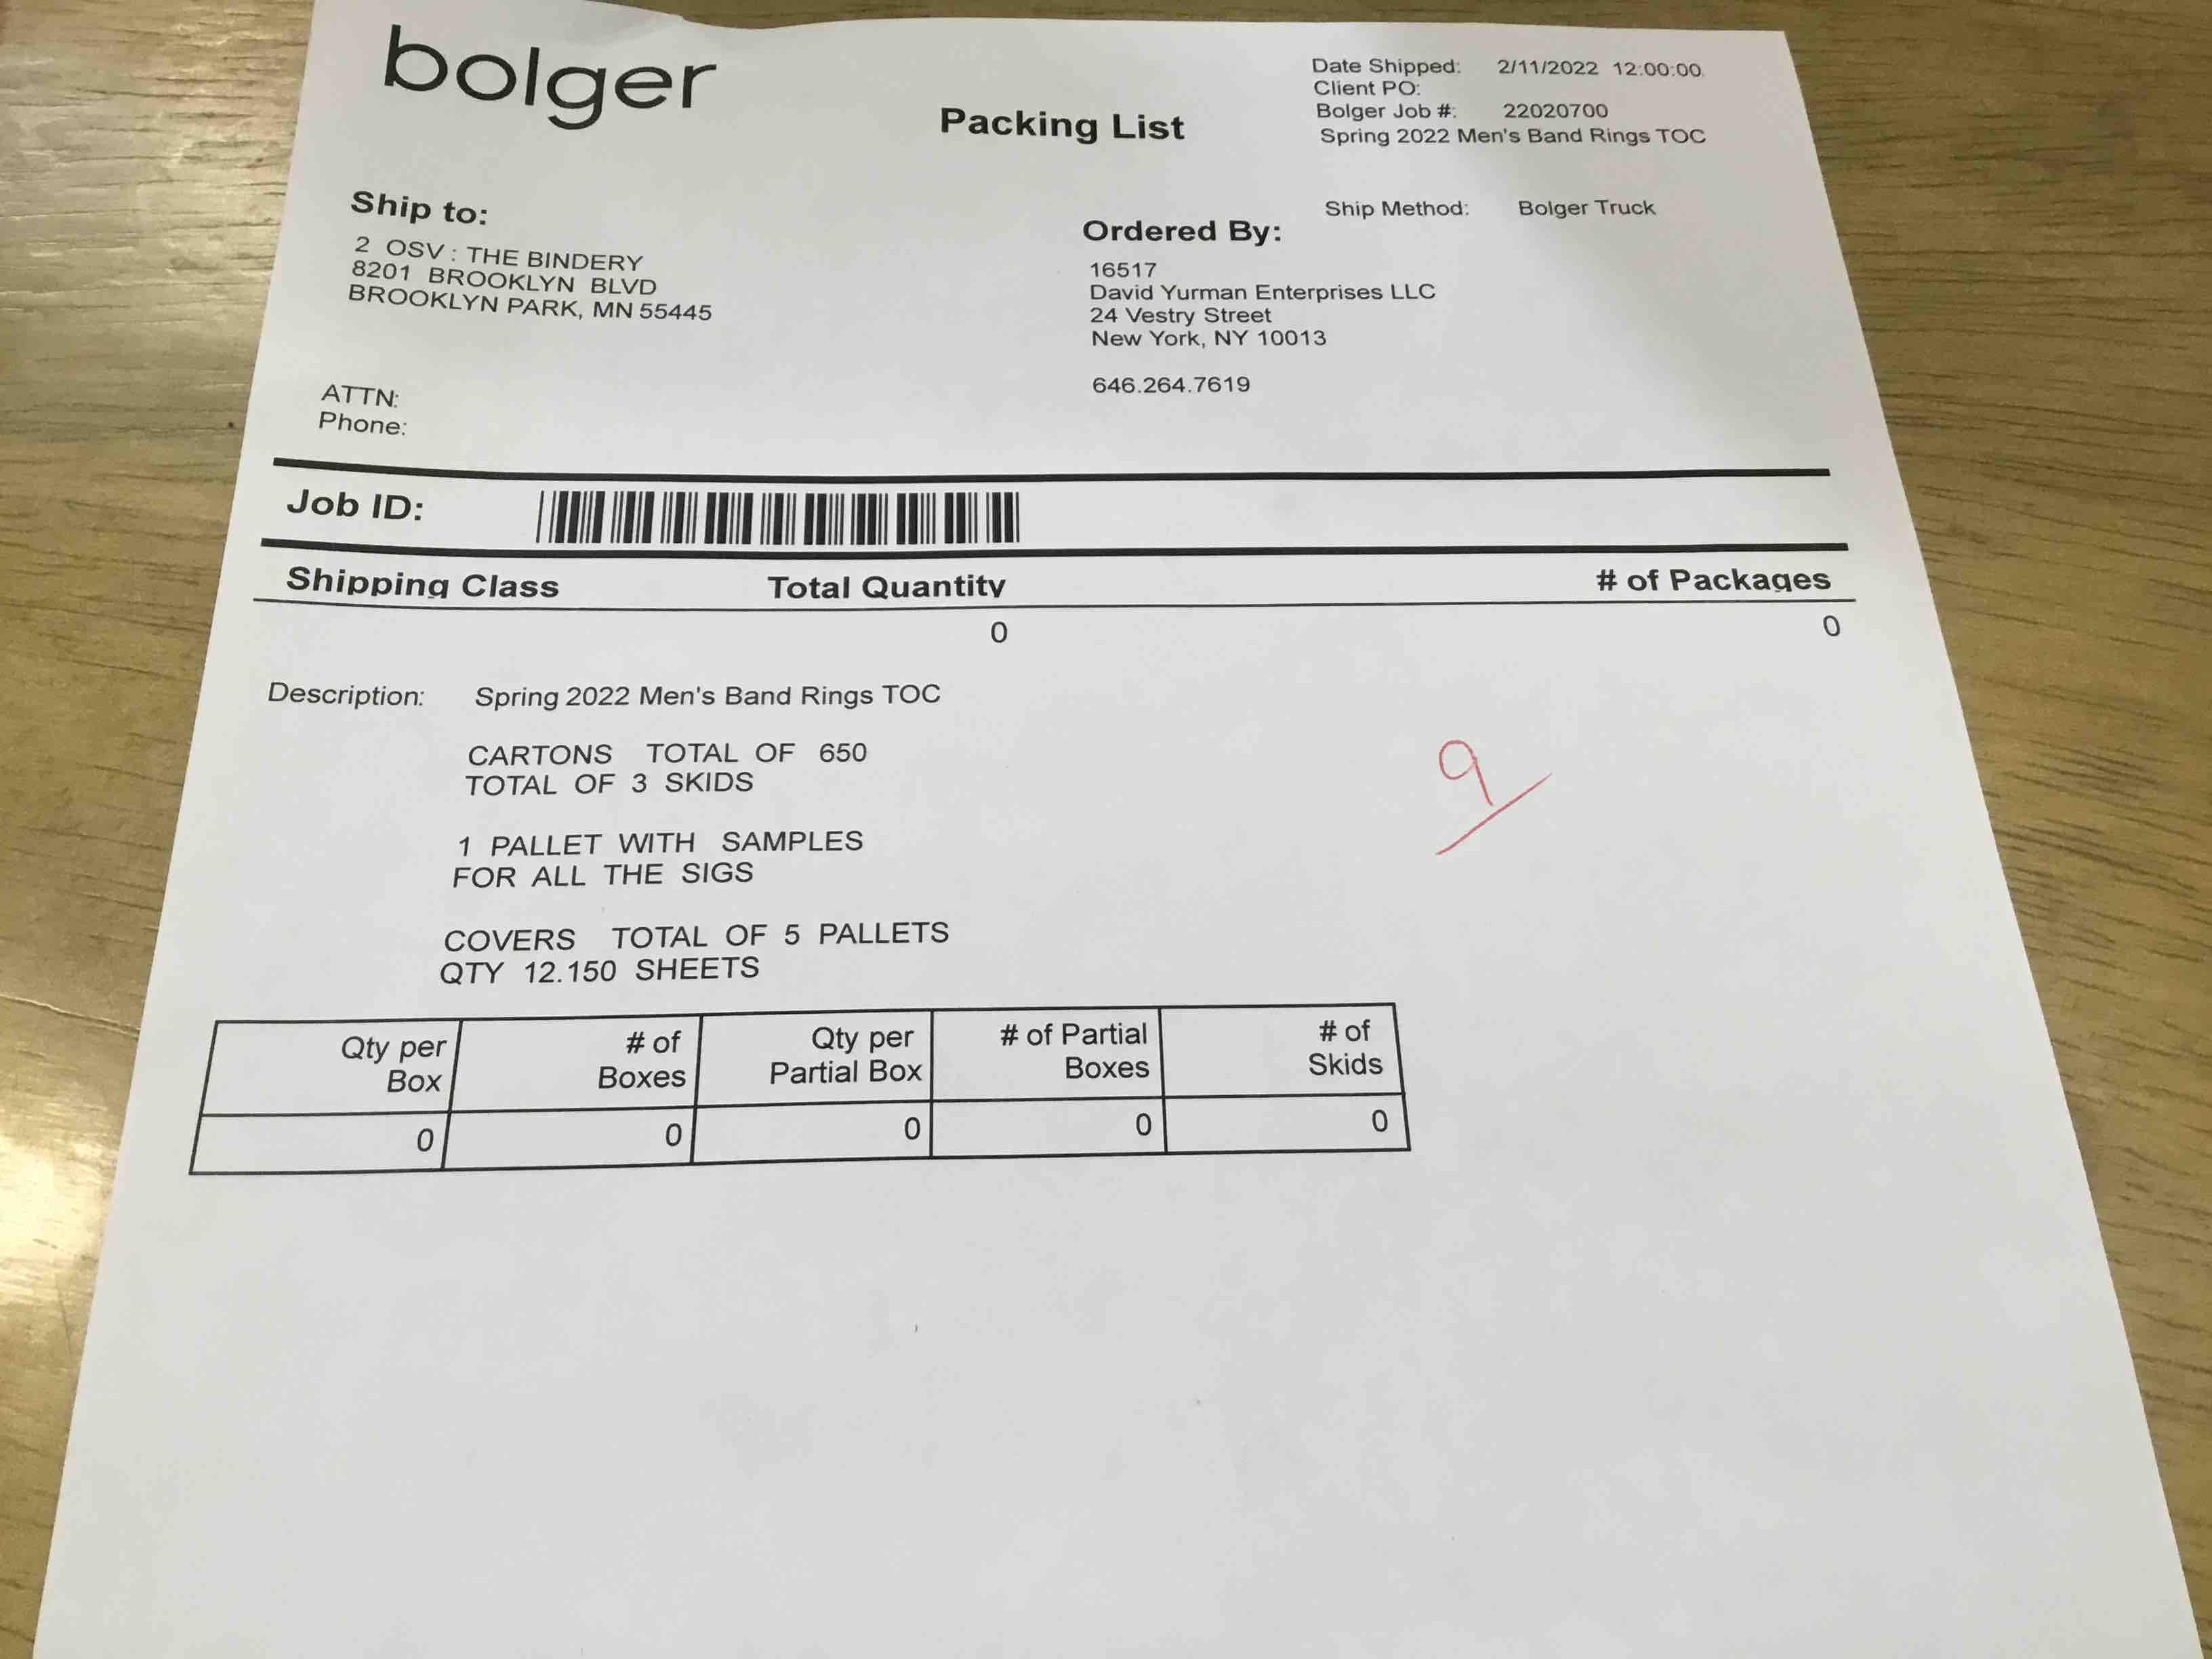 bolger
Packing List
Date Shipped: 2/11/2022 12:00:00
Client PO:
Bolger Job #: 22020700
Spring 2022 Men's Band Rings TOC
Ship Method: Bolger Truck
Ship to:
2 OSV : THE BINDERY
8201 BROOKLYN BLVD
BROOKLYN PARK, MN 55445
ATTN:
Phone:
Ordered By:
16517
David Yurman Enterprises LLC
24 Vestry Street
New York, NY 10013
646.264.7619
Job ID:
Shipping Class Total Quantity # of Packages
0 0
Description: Spring 2022 Men's Band Rings TOC
CARTONS TOTAL OF 650
TOTAL OF 3 SKIDS
1 PALLET WITH SAMPLES
FOR ALL THE SIGS
COVERS TOTAL OF 5 PALLETS
QTY 12.150 SHEETS
9
Qty per Box # of Boxes Qty per Partial Box # of Partial Boxes # of Skids
0 0 0 0 0